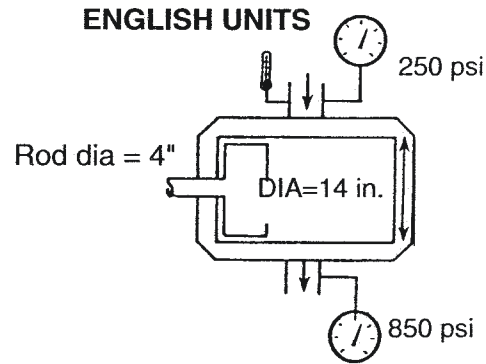 ENGLISH UNITS
250 psi
Rod dia = 4"
DIA=14 in.
850 psi